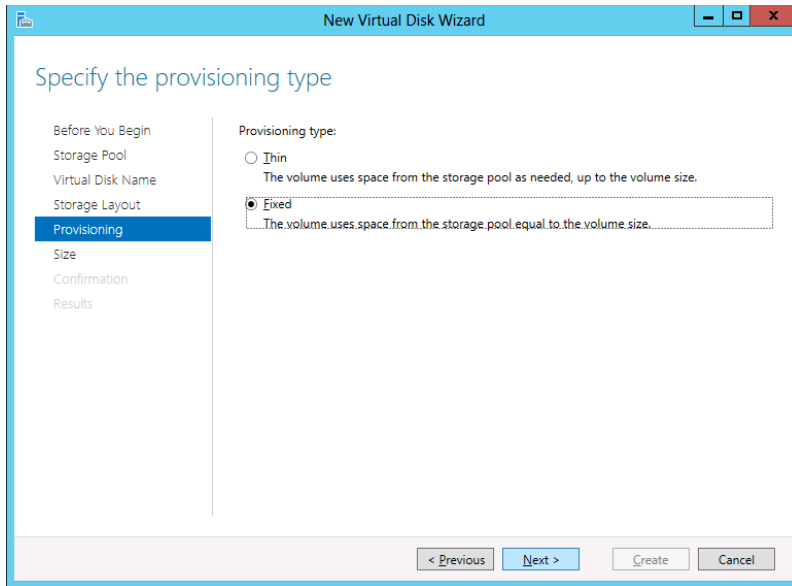 New Virtual Disk Wizard
Specify the provisioning type
Before You Begin
Storage Pool
Virtual Disk Name
Storage Layout
Provisioning
Size
Confirmation
Results
Provisioning type:
Thin
The volume uses space from the storage pool as needed, up to the volume size.
Fixed
The volume uses space from the storage pool equal to the volume size.
< Previous
Next >
Create
Cancel